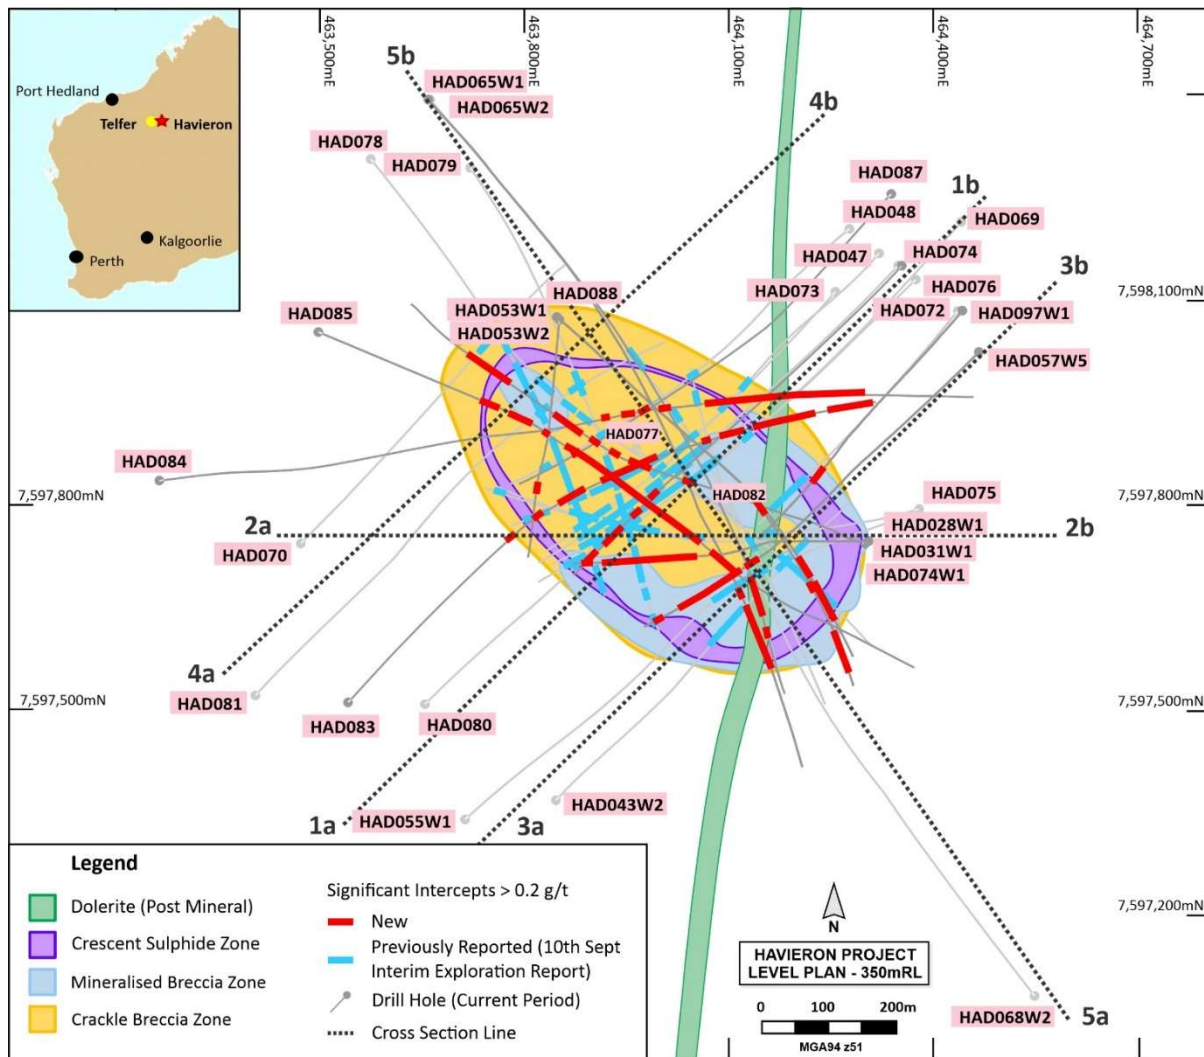 463,500mE
463,800mE
464,100mE
464,400mE
464,700mE
Port Hedland
Telfer
Havieron
Kalgoorlie
Perth
5b
HAD065W1
HAD065W2
4b
HAD078
HAD079
HAD087
1b
HAD048
HAD069
HAD047
HAD074
3b
HAD073
HAD076
HAD088
HAD085
HAD053W1
HAD072
HAD097W1
7,598,100mN
HAD053W2
HAD057W5
HAD077
HAD084
HAD082
HAD075
7,597,800mN
7,597,800mN
2a
HAD028W1
2b
HAD070
HAD031W1
HAD074W1
4a
HAD081
HAD083
HAD080
7,597,500mN
7,597,500mN
HAD043W2
1a
HAD055W1
3a
Legend
Dolerite (Post Mineral)
Crescent Sulphide Zone
Mineralised Breccia Zone
Crackle Breccia Zone
Significant Intercepts > 0.2 g/t
New
Previously Reported (10th Sept
Interim Exploration Report)
Drill Hole (Current Period)
Cross Section Line
N
7,597,200mN
HAVIERON PROJECT
LEVEL PLAN - 350mRL
0 100 200m
MGA94 z51
HAD068W2
5a